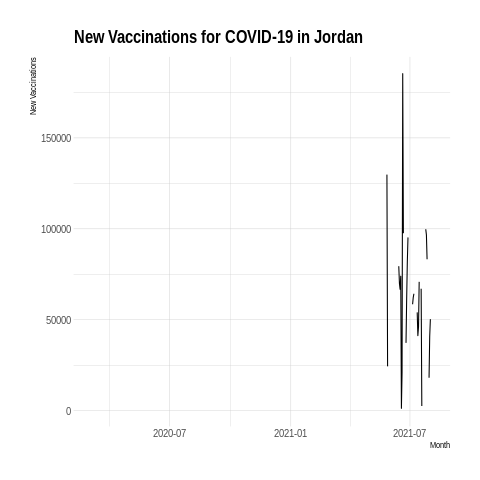 New Vaccinations for COVID-19 in Jordan
New Vaccinations
150000
100000
50000
0
2020-07 2021-01 2021-07
Month